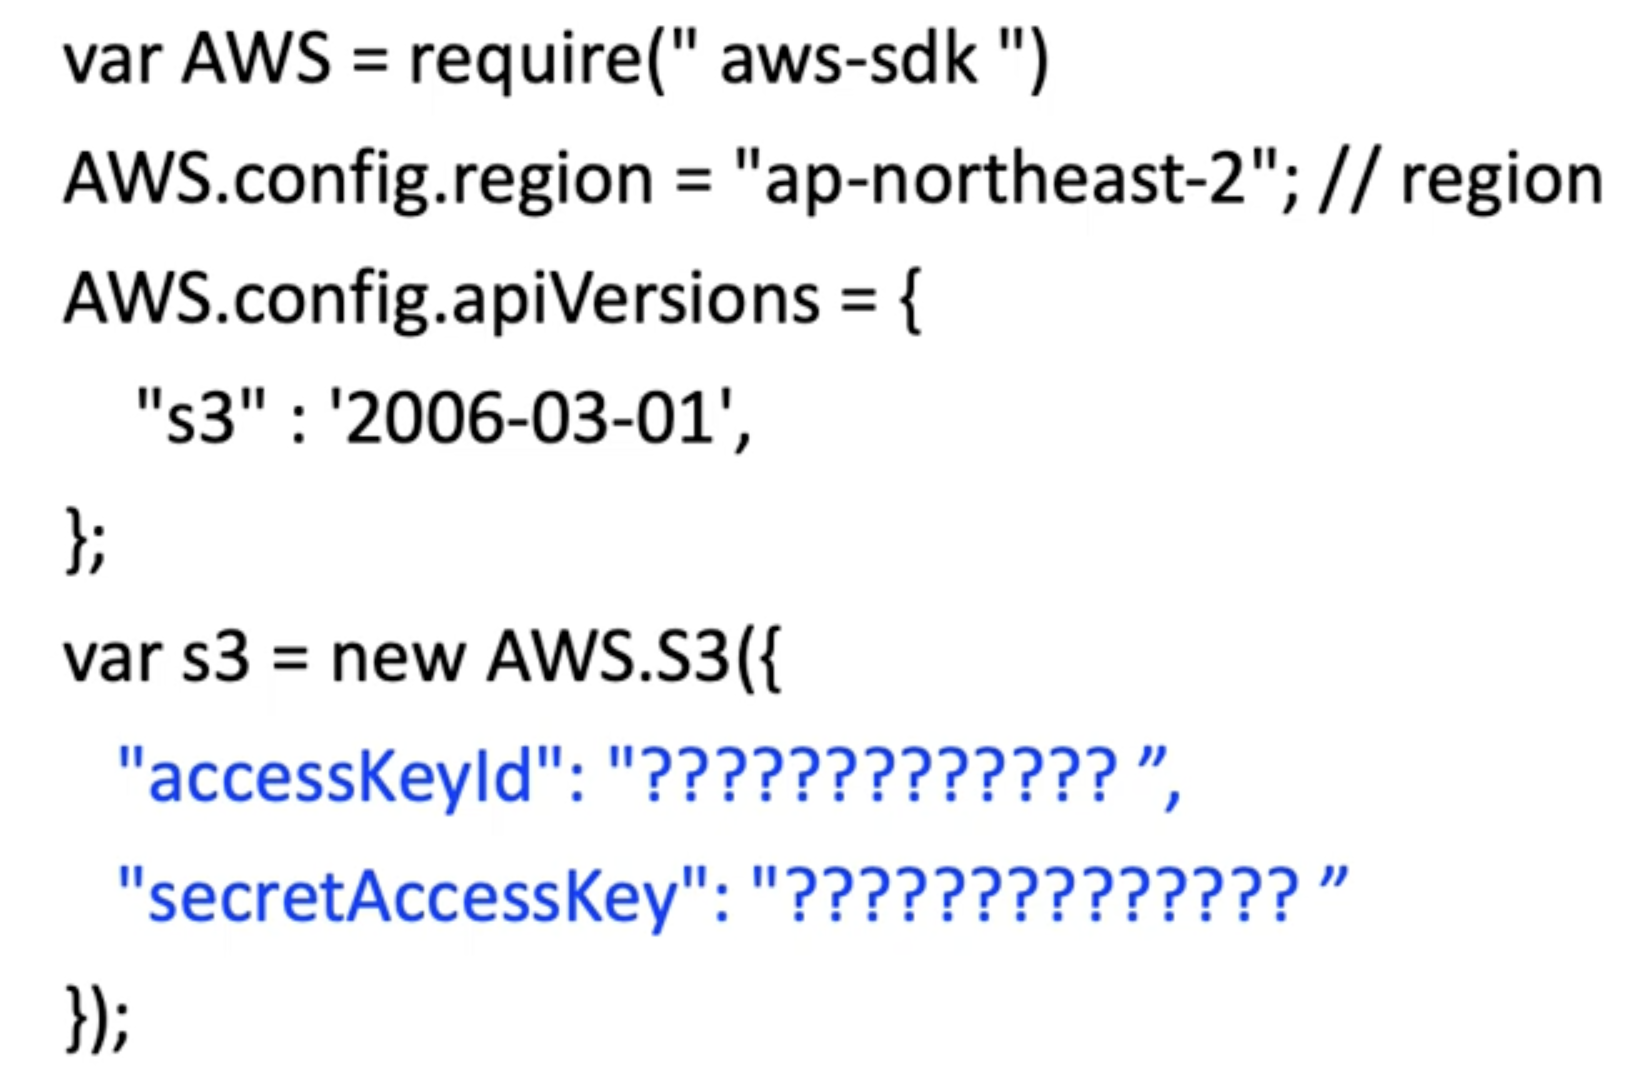 var AWS = require(" aws-sdk ")
AWS.config.region = "ap-northeast-2"; // region
AWS.config.apiVersions = {
"s3" : '2006-03-01',
};
var s3 = new AWS.S3({
"accessKeyId": "????????????? ”,
"secretAccessKey": "?????????????? ”
});